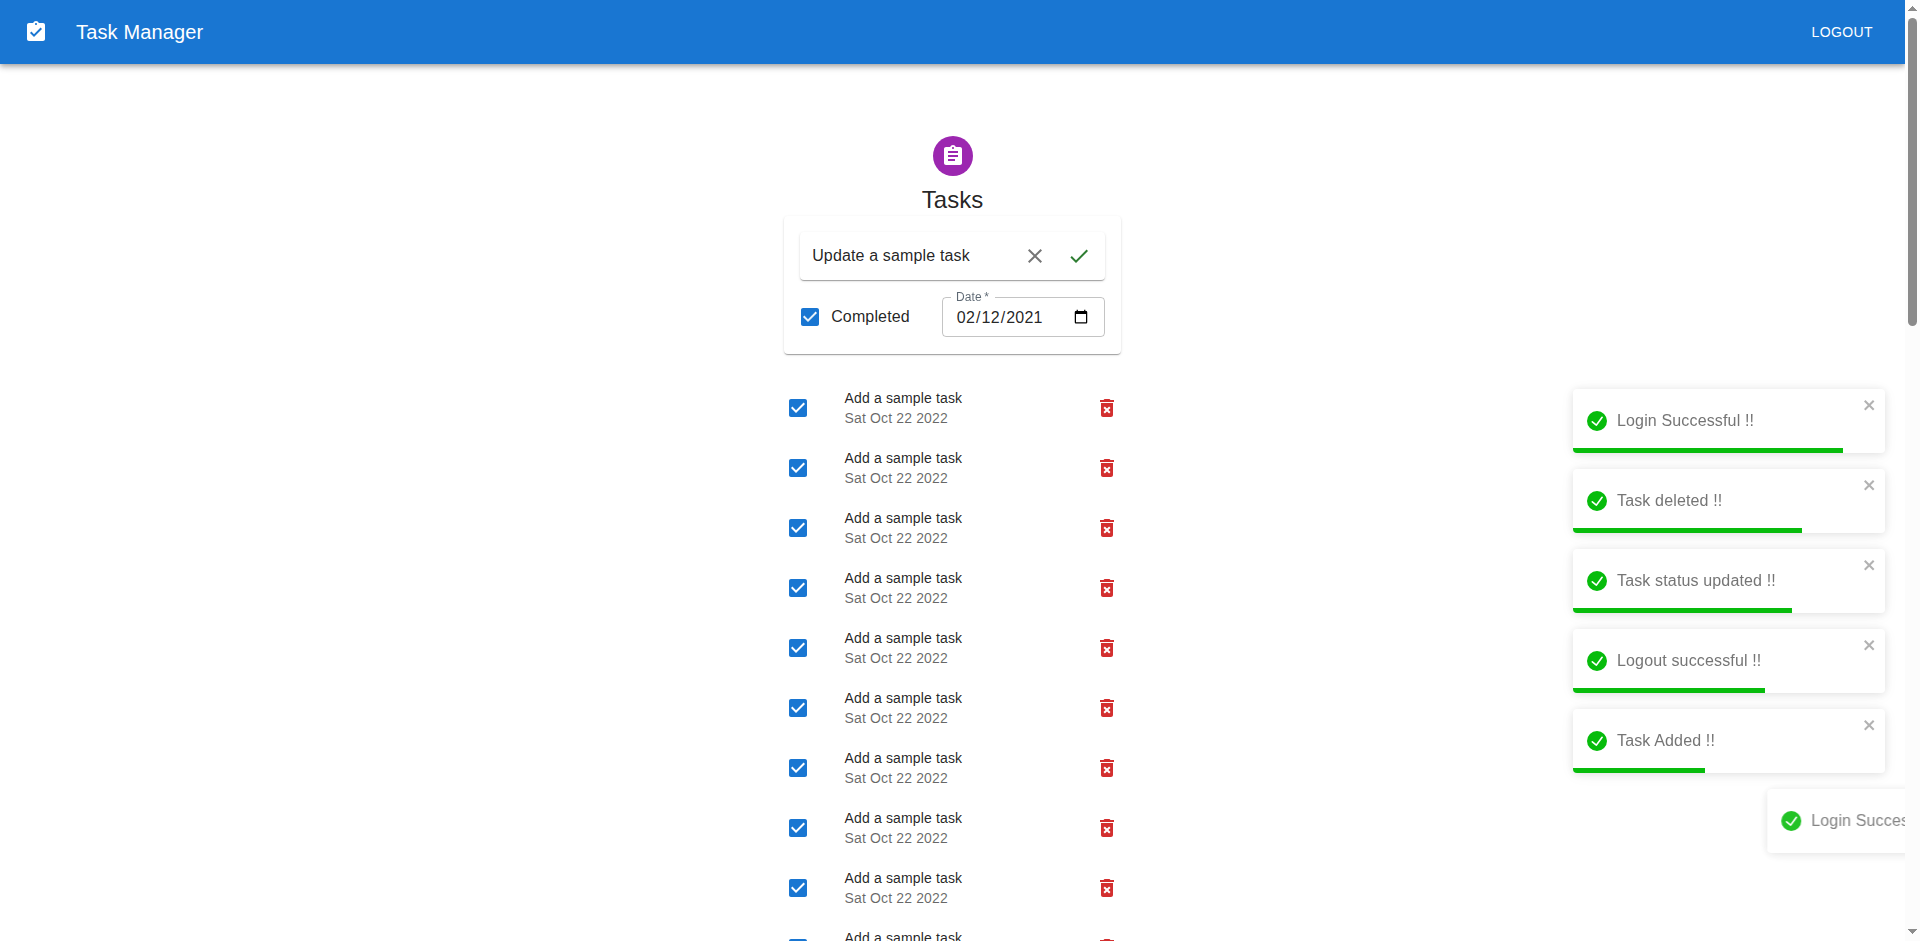 Task Manager
LOGOUT
Tasks
Update a sample task
Completed
Date *
02/12/2021
Add a sample task
Sat Oct 22 2022
Add a sample task
Sat Oct 22 2022
Add a sample task
Sat Oct 22 2022
Add a sample task
Sat Oct 22 2022
Add a sample task
Sat Oct 22 2022
Add a sample task
Sat Oct 22 2022
Add a sample task
Sat Oct 22 2022
Add a sample task
Sat Oct 22 2022
Add a sample task
Sat Oct 22 2022
Add a sample task
Login Successful !!
Task deleted !!
Task status updated !!
Logout successful !!
Task Added !!
Login Succes